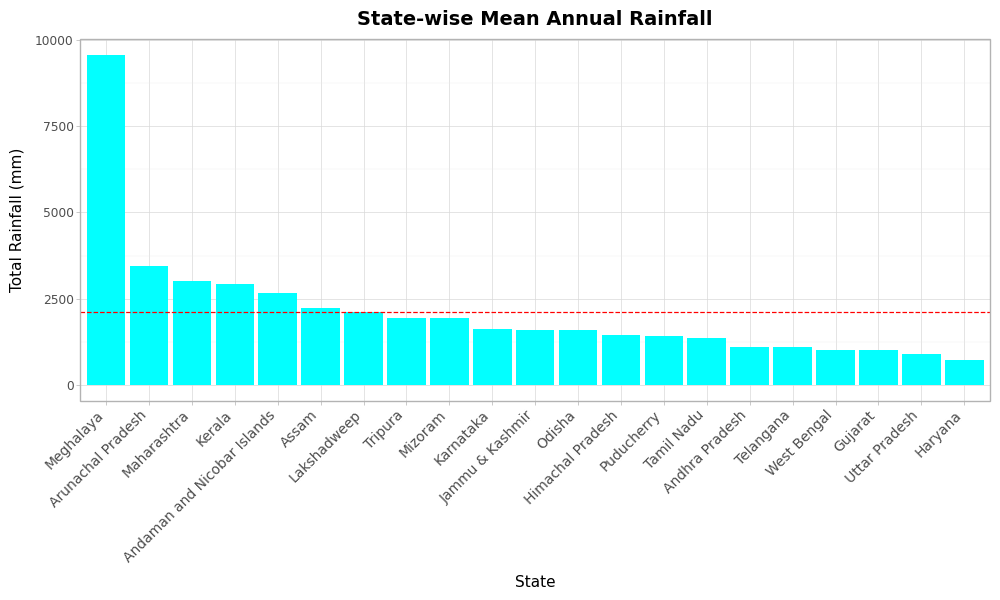 State-wise Mean Annual Rainfall
Total Rainfall (mm)
10000
7500
5000
2500
0
Meghalaya
Arunachal Pradesh
Maharashtra
Kerala
Andaman and Nicobar Islands
Assam
Lakshadweep
Tripura
Mizoram
Karnataka
Jammu & Kashmir
Odisha
Himachal Pradesh
Puducherry
Tamil Nadu
Andhra Pradesh
Telangana
West Bengal
Gujarat
Uttar Pradesh
Haryana
State